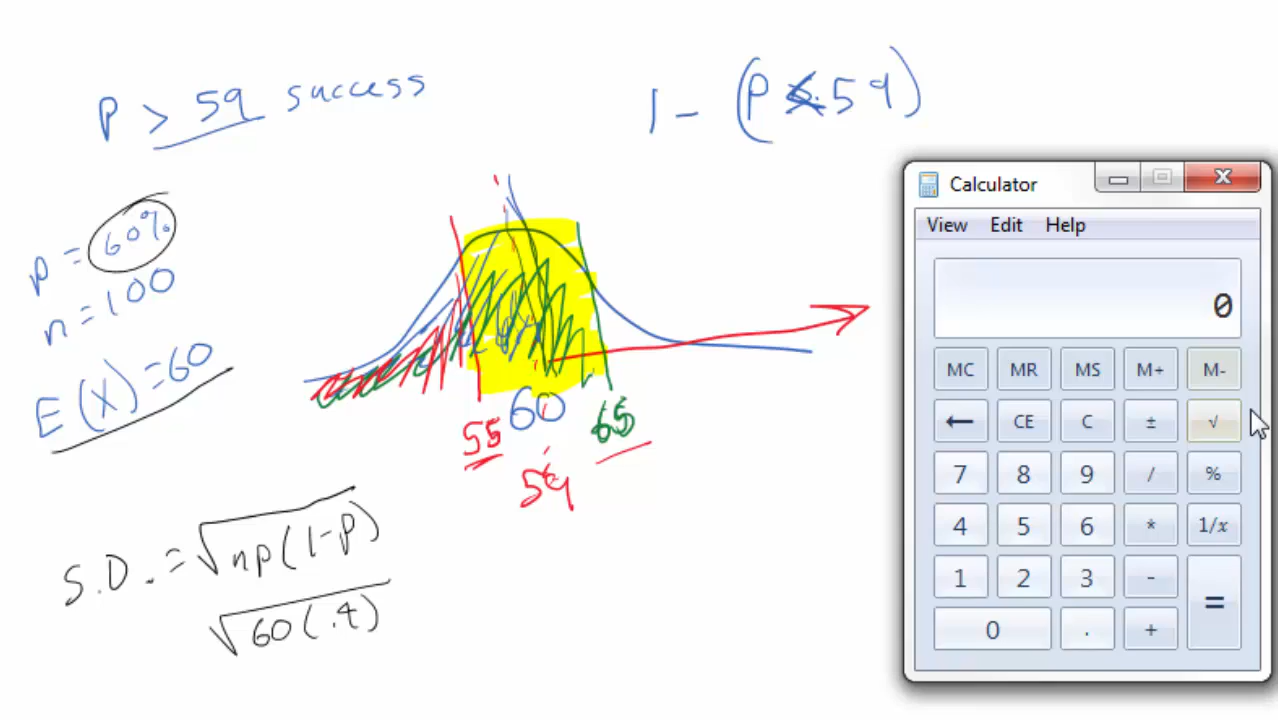 P > 59 success
1 - (P ≤ 59)
p = 60%
n = 100
E(X) = 60
55
60
65
59
S.D. = √np(1-p)
√60(.4)
Calculator
View Edit Help
0
MC MR MS M+ M-
← CE C ± √
7 8 9 / %
4 5 6 * 1/x
1 2 3 - =
0 . +